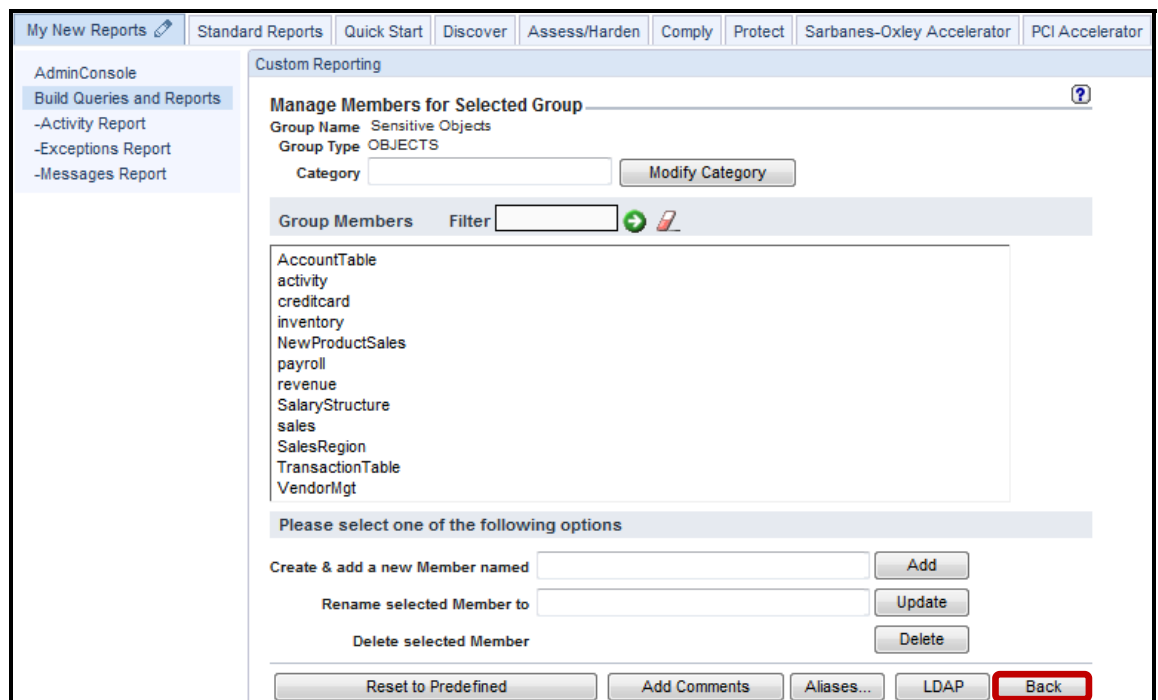 My New Reports Standard Reports Quick Start Discover Assess/Harden Comply Protect Sarbanes-Oxley Accelerator PCI Accelerator
AdminConsole
Build Queries and Reports
-Activity Report
-Exceptions Report
-Messages Report
Custom Reporting
Manage Members for Selected Group
?
Group Name Sensitive Objects
Group Type OBJECTS
Category Modify Category
Group Members Filter
AccountTable
activity
creditcard
inventory
NewProductSales
payroll
revenue
SalaryStructure
sales
SalesRegion
TransactionTable
VendorMgt
Please select one of the following options
Create & add a new Member named Add
Rename selected Member to Update
Delete selected Member Delete
Reset to Predefined Add Comments Aliases... LDAP Back